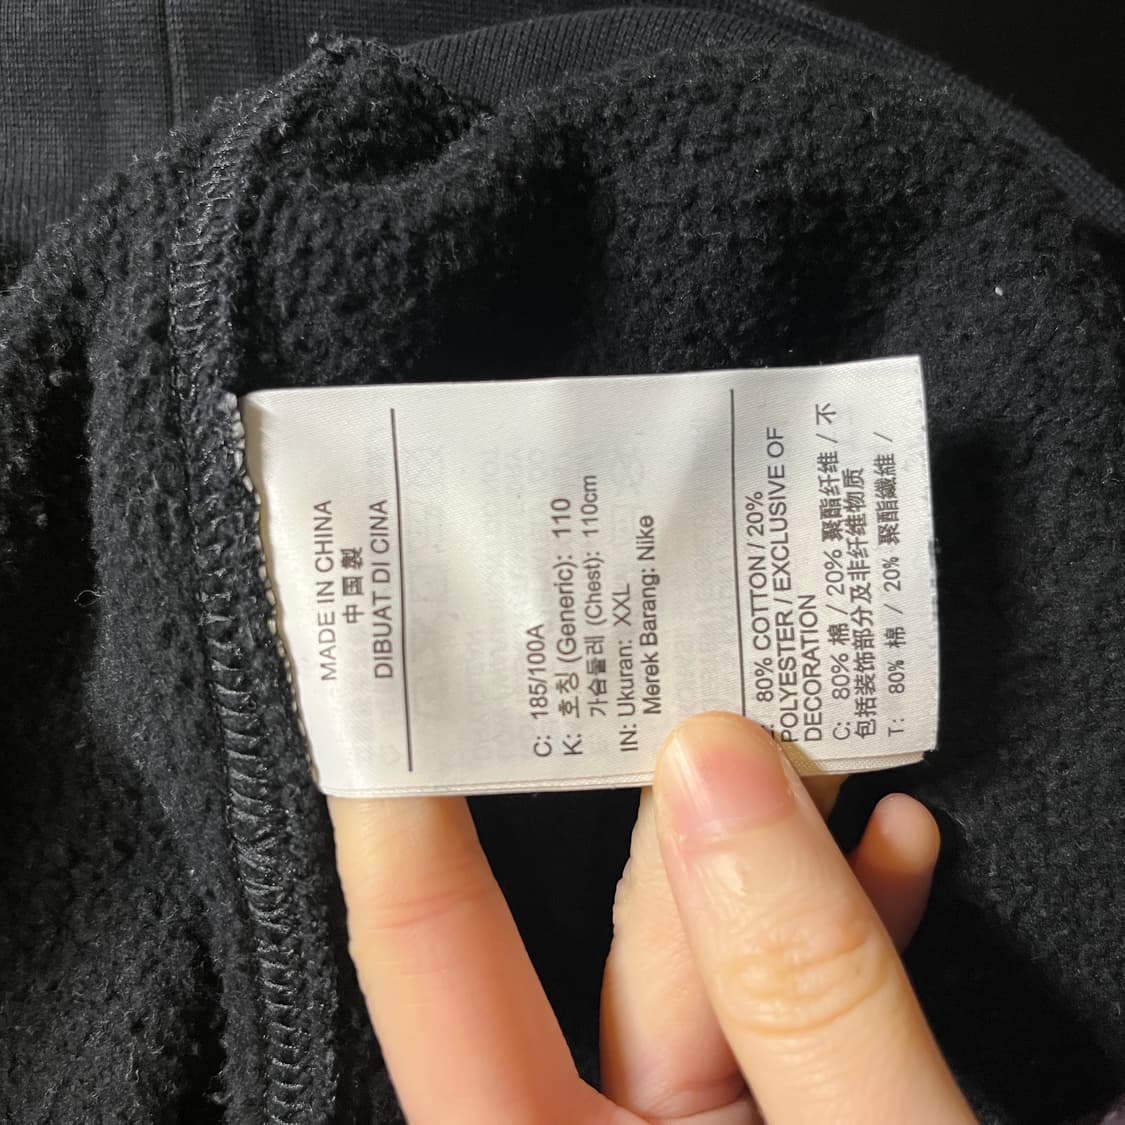 MADE IN CHINA
中国製
DIBUAT DI CINA
C: 185/100A
K: 호칭 (Generic): 110
가슴둘레 (Chest): 110cm
IN: Ukuran: XXL
Merek Barang: Nike
80% COTTON / 20%
POLYESTER / EXCLUSIVE OF
DECORATION
C: 80% 棉 / 20% 聚酯纤维 / 不
包括装饰部分及非纤维物质
T: 80% 棉 / 20% 聚酯纖維 /